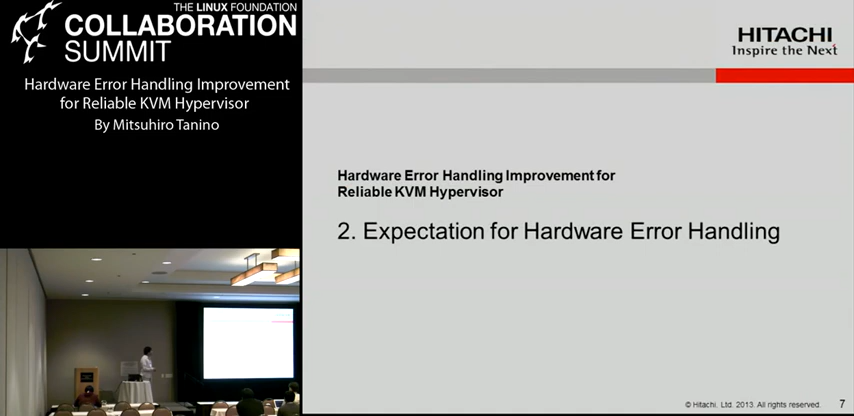 THE LINUX FOUNDATION
COLLABORATION
SUMMIT
Hardware Error Handling Improvement
for Reliable KVM Hypervisor
By Mitsuhiro Tanino
HITACHI
Inspire the Next
Hardware Error Handling Improvement for
Reliable KVM Hypervisor
2. Expectation for Hardware Error Handling
© Hitachi, Ltd. 2013. All rights reserved.
7